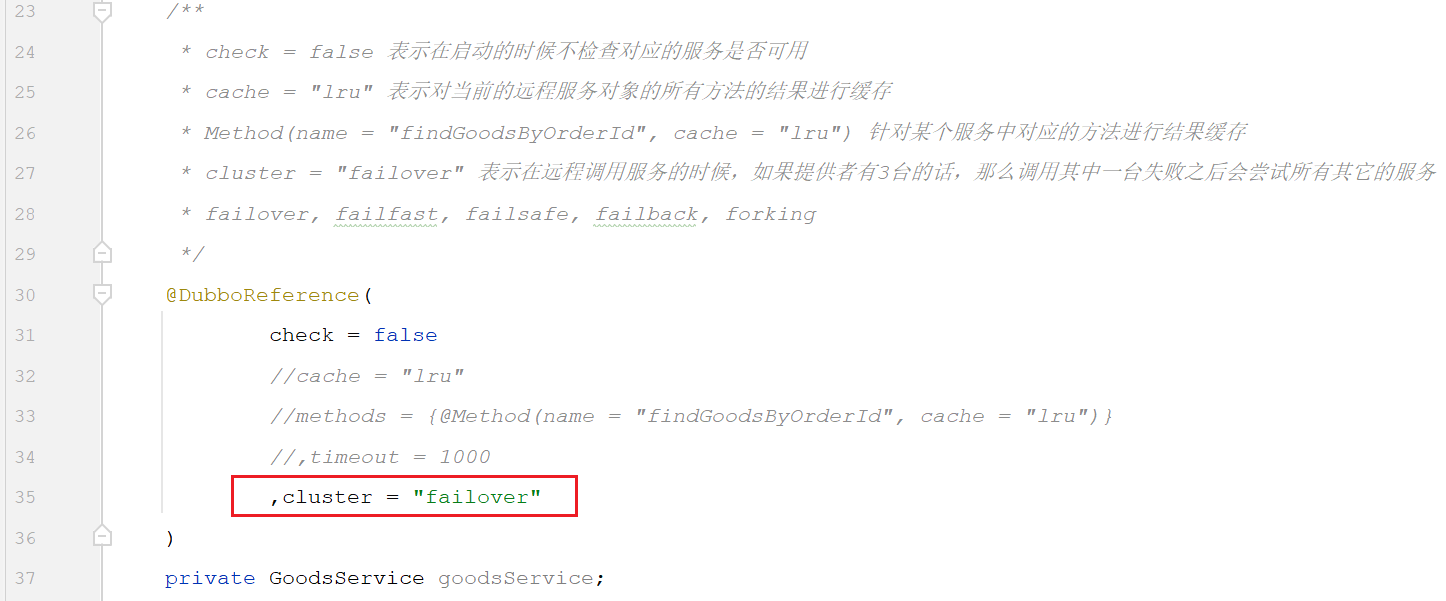 23 /**
24 * check = false 表示在启动的时候不检查对应的服务是否可用
25 * cache = "lru" 表示对当前的远程服务对象的所有方法的结果进行缓存
26 * Method(name = "findGoodsByOrderId", cache = "lru") 针对某个服务中对应的方法进行结果缓存
27 * cluster = "failover" 表示在远程调用服务的时候，如果提供者有3台的话，那么调用其中一台失败之后会尝试所有其它的服务
28 * failover, failfast, failsafe, failback, forking
29 */
30 @DubboReference(
31 check = false
32 //cache = "lru"
33 //methods = {@Method(name = "findGoodsByOrderId", cache = "lru")}
34 //,timeout = 1000
35 ,cluster = "failover"
36 )
37 private GoodsService goodsService;